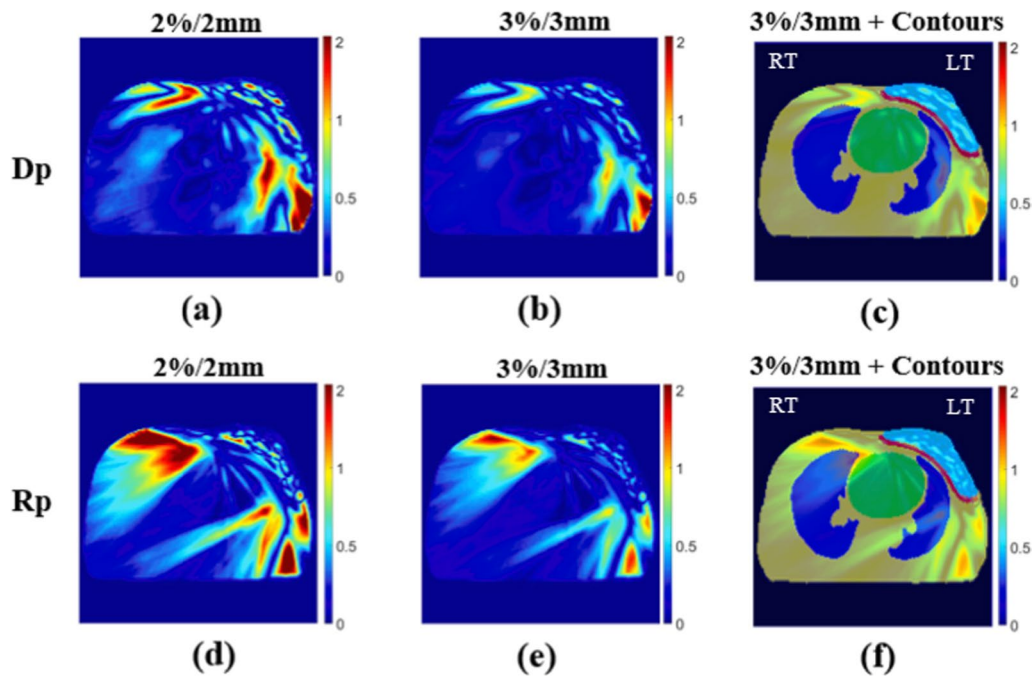 2%/2mm 3%/3mm 3%/3mm + Contours
2 2 2
RT LT
1 1 1
Dp
0.5 0.5 0.5
0 0 0
(a) (b) (c)
2%/2mm 3%/3mm 3%/3mm + Contours
2 2 2
RT LT
1 1 1
Rp
0.5 0.5 0.5
0 0 0
(d) (e) (f)